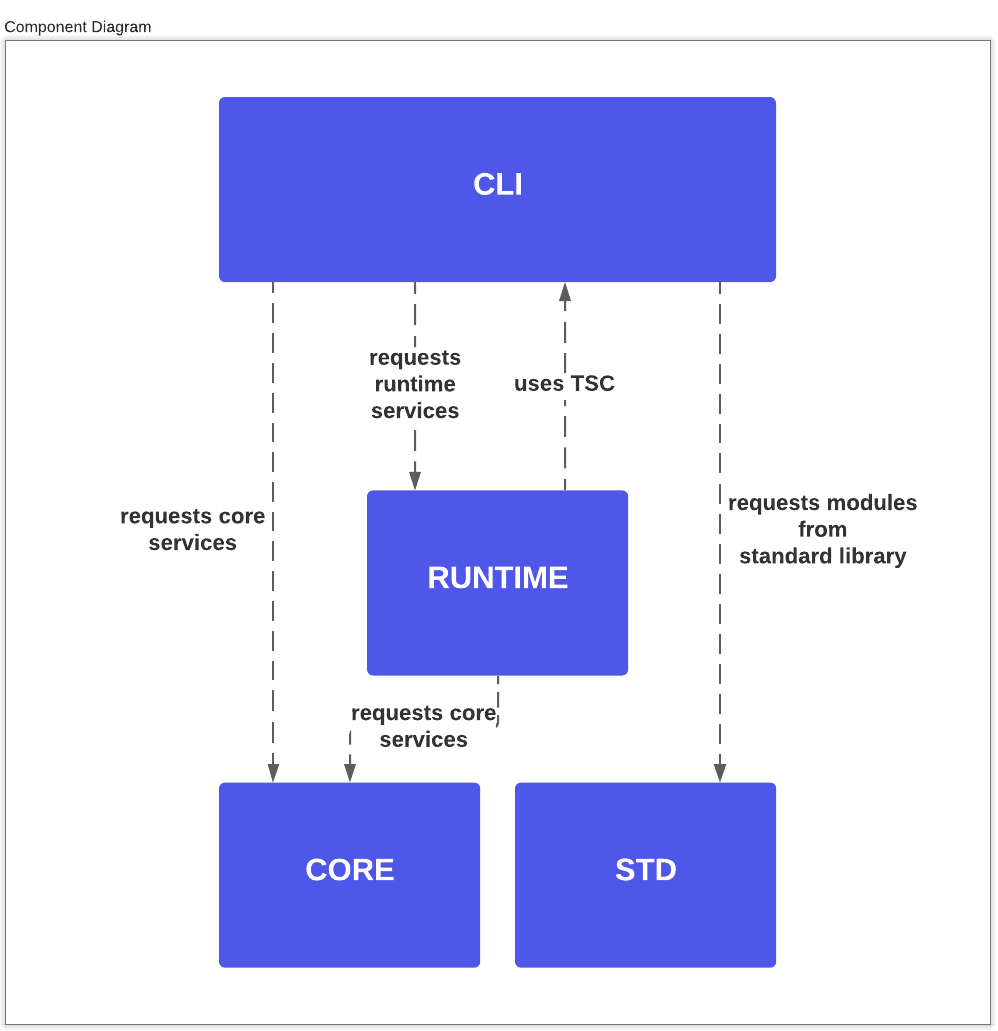 Component Diagram
CLI
requests
runtime
services
uses TSC
requests core
services
requests modules
from
standard library
RUNTIME
requests core
services
CORE
STD